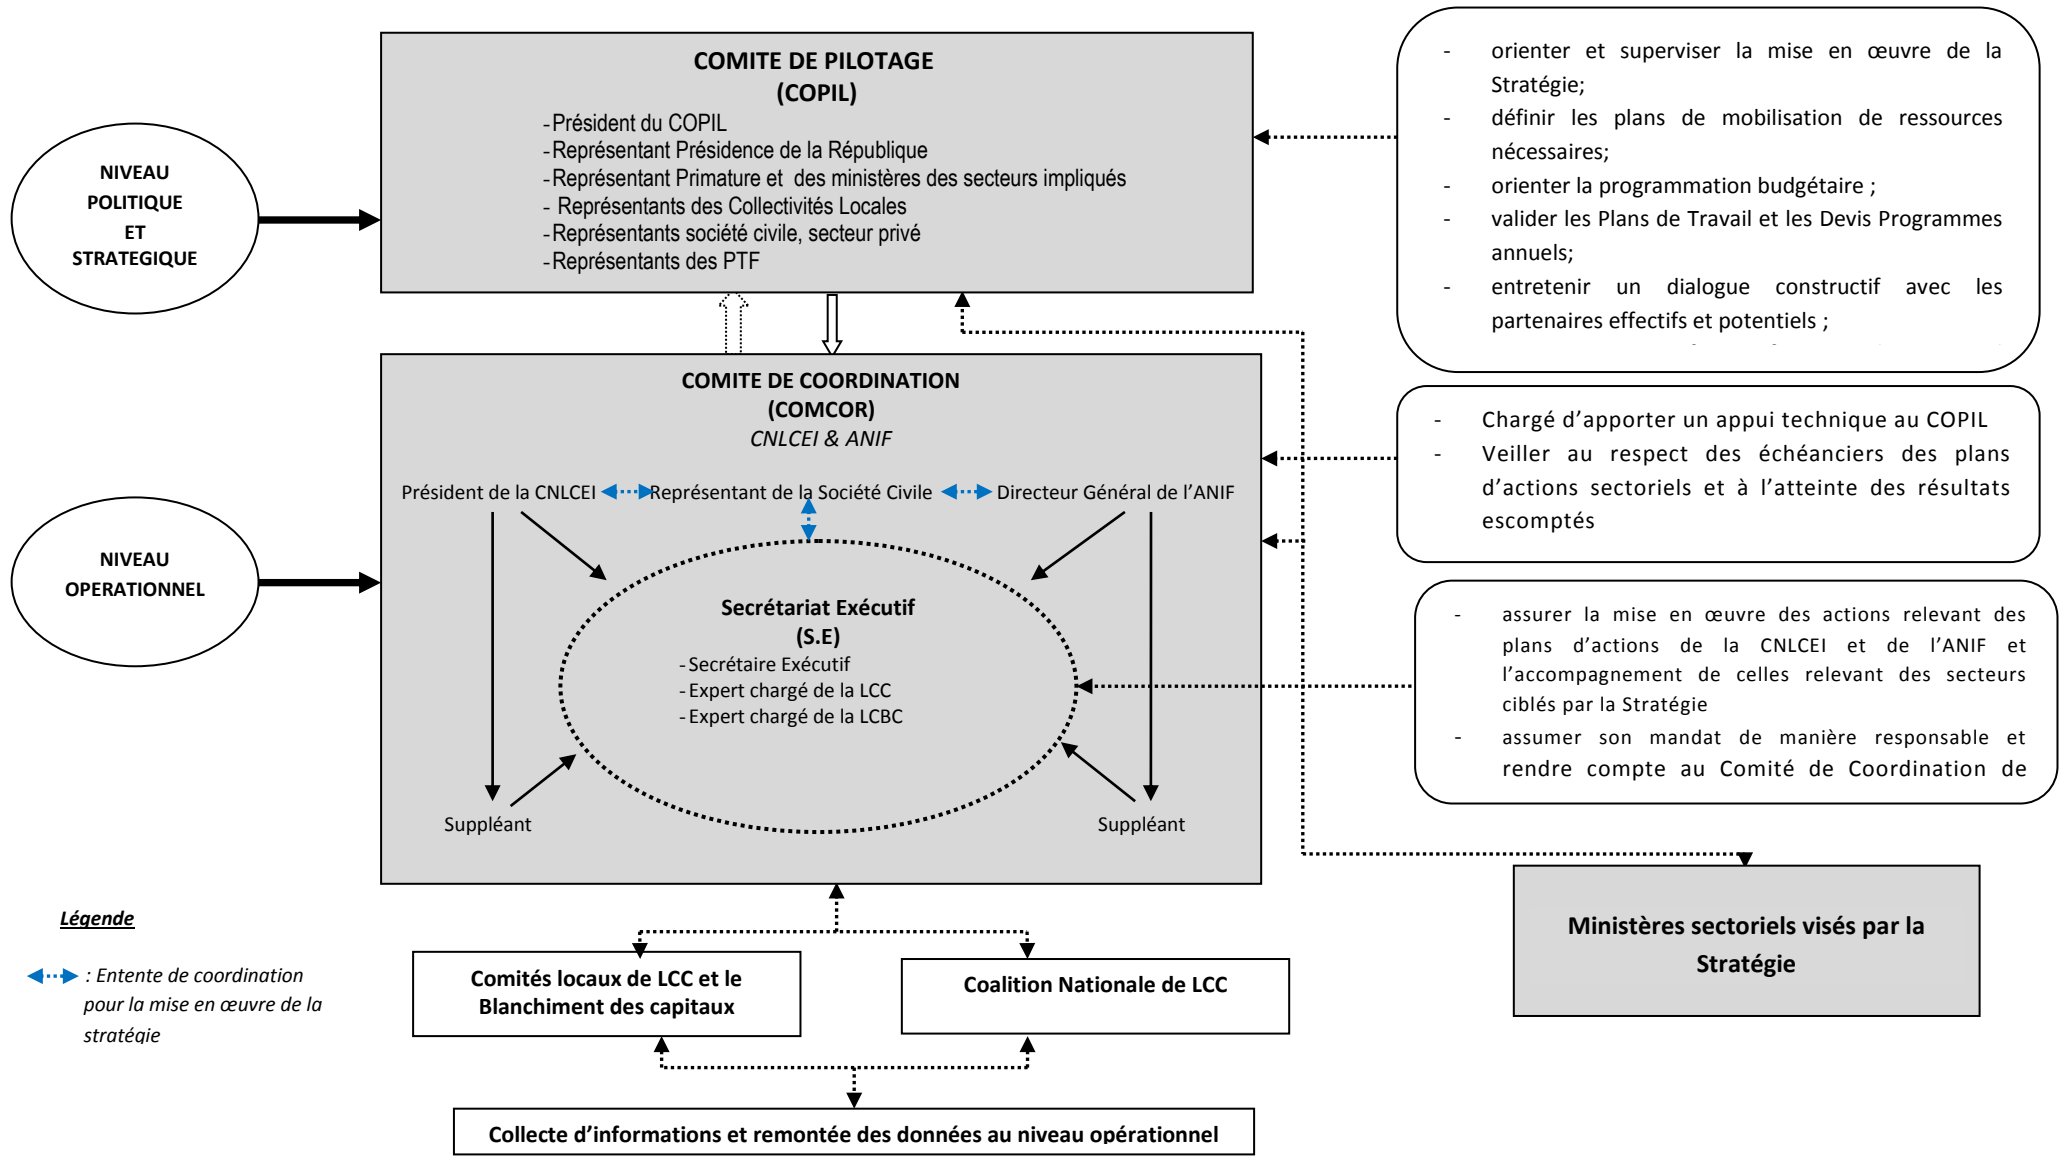 COMITE DE PILOTAGE
(COPIL)
-Président du COPIL
-Représentant Présidence de la République
-Représentant Primature et des ministères des secteurs impliqués
- Représentants des Collectivités Locales
-Représentants société civile, secteur privé
-Représentants des PTF
NIVEAU
POLITIQUE
ET
STRATEGIQUE
- orienter et superviser la mise en œuvre de la
Stratégie;
- définir les plans de mobilisation de ressources
nécessaires;
- orienter la programmation budgétaire ;
- valider les Plans de Travail et les Devis Programmes
annuels;
- entretenir un dialogue constructif avec les
partenaires effectifs et potentiels ;
COMITE DE COORDINATION
(COMCOR)
CNLCEI & ANIF
Président de la CNLCEI Représentant de la Société Civile Directeur Général de l’ANIF
- Chargé d’apporter un appui technique au COPIL
- Veiller au respect des échéanciers des plans
d’actions sectoriels et à l’atteinte des résultats
escomptés
NIVEAU
OPERATIONNEL
Secrétariat Exécutif
(S.E)
-Secrétaire Exécutif
-Expert chargé de la LCC
-Expert chargé de la LCBC
Suppléant
Suppléant
- assurer la mise en œuvre des actions relevant des
plans d’actions de la CNLCEI et de l’ANIF et
l’accompagnement de celles relevant des secteurs
ciblés par la Stratégie
- assumer son mandat de manière responsable et
rendre compte au Comité de Coordination de
Ministères sectoriels visés par la
Stratégie
Légende
: Entente de coordination
pour la mise en œuvre de la
stratégie
Comités locaux de LCC et le
Blanchiment des capitaux
Coalition Nationale de LCC
Collecte d’informations et remontée des données au niveau opérationnel